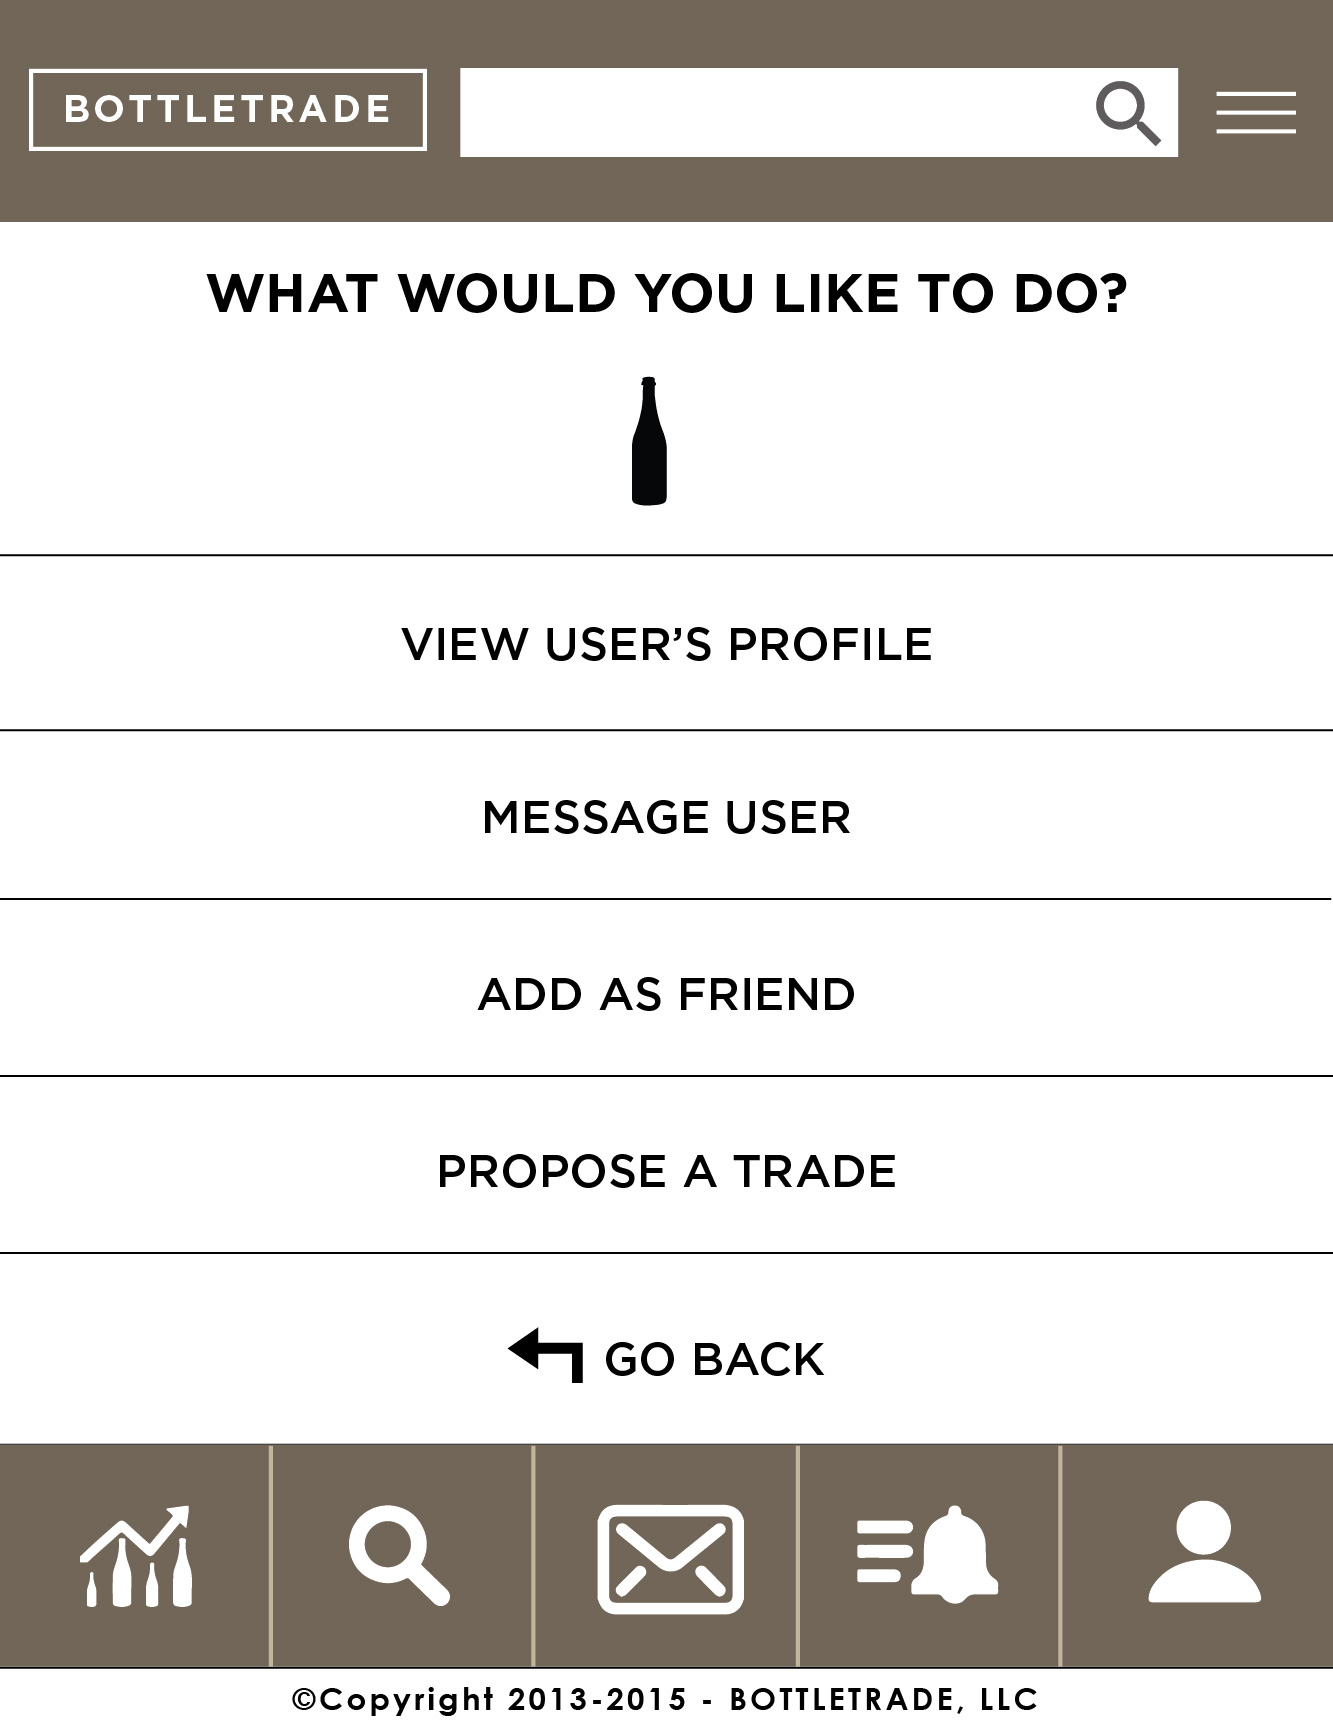 BOTTLETRADE
WHAT WOULD YOU LIKE TO DO?
VIEW USER’S PROFILE
MESSAGE USER
ADD AS FRIEND
PROPOSE A TRADE
GO BACK
©Copyright 2013-2015 - BOTTLETRADE, LLC